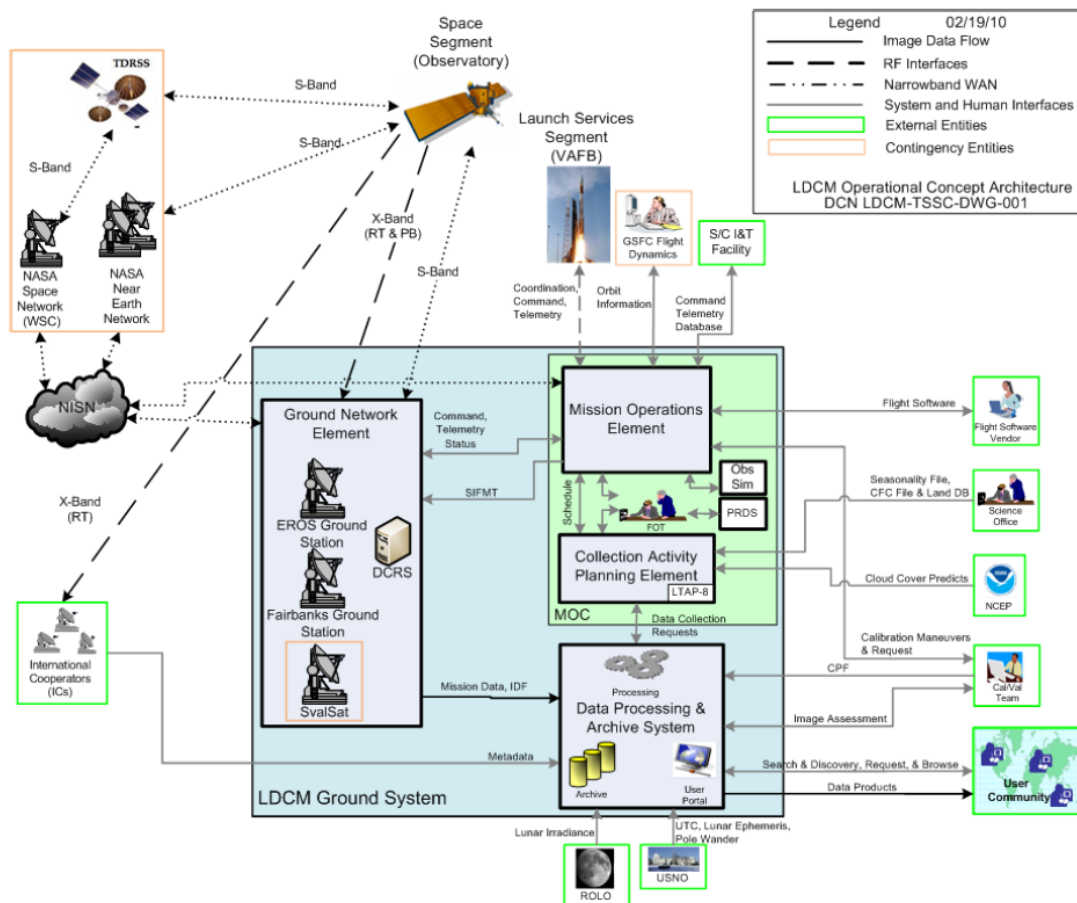 Legend 02/19/10
Image Data Flow
RF Interfaces
Narrowband WAN
System and Human Interfaces
External Entities
Contingency Entities
LDCM Operational Concept Architecture
DCN LDCM-TSSC-DWG-001
Space
Segment
(Observatory)
TDRSS
S-Band
S-Band
S-Band
Launch Services
Segment
(VAFB)
NASA
Space
Network
(WSC)
NASA
Near
Earth
Network
X-Band
(RT & PB)
S-Band
GSFC Flight
Dynamics
S/C I&T
Facility
Coordination,
Command,
Telemetry
Orbit
Information
Command
Telemetry
Database
NISN
Ground Network
Element
Command,
Telemetry
Status
SIFMT
Mission Operations
Element
Flight Software
Flight Software
Vendor
Obs
Sim
Schedule
FOT
PRDS
Seasonality File,
CFC File & Land DB
Science
Office
X-Band
(RT)
EROS Ground
Station
DCRS
Collection Activity
Planning Element
LTAP-8
MOC
Cloud Cover Predicts
NCEP
Fairbanks Ground
Station
Data Collection
Requests
Calibration Maneuvers
& Request
CPF
Cal/Val
Team
International
Cooperators
(ICs)
SvalSat
Mission Data, IDF
Processing
Data Processing &
Archive System
Image Assessment
Metadata
Archive
User
Portal
Search & Discovery, Request, & Browse
Data Products
User
Community
LDCM Ground System
Lunar Irradiance
UTC, Lunar Ephemeris,
Pole Wander
ROLO
USNO